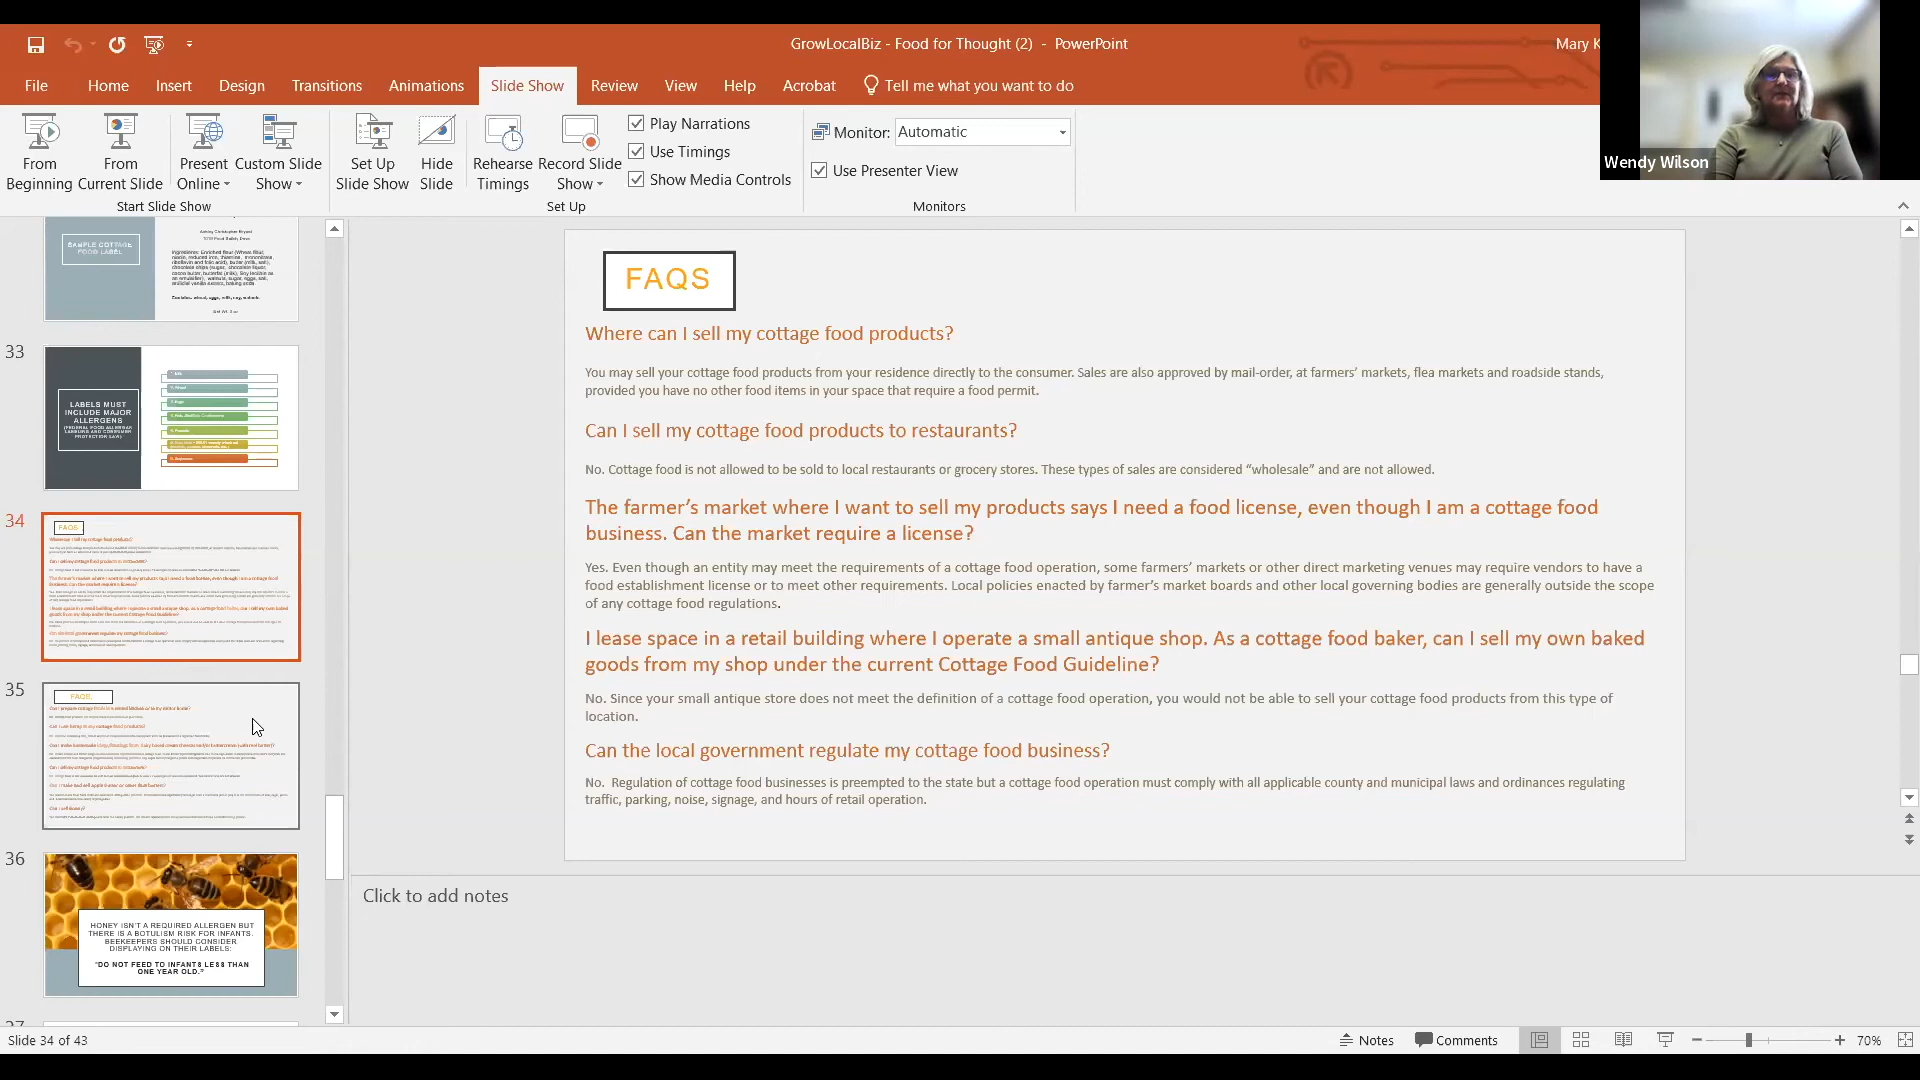 GrowLocalBiz - Food for Thought (2) - PowerPoint
Mary K
File Home Insert Design Transitions Animations Slide Show Review View Help Acrobat Tell me what you want to do
From Beginning
From Current Slide
Present Online
Custom Slide Show
Start Slide Show
Set Up Slide Show
Hide Slide
Rehearse Timings
Record Slide Show
Play Narrations
Use Timings
Show Media Controls
Set Up
Monitor: Automatic
Use Presenter View
Monitors
Wendy Wilson
SAMPLE COTTAGE
FOOD LABEL
33
LABELS MUST
INCLUDE MAJOR
ALLERGENS
34
FAQS
35
FAQS
36
HONEY ISN'T A REQUIRED ALLERGEN BUT
THERE IS A BOTULISM RISK FOR INFANTS.
BEEKEEPERS SHOULD CONSIDER
DISPLAYING ON THEIR LABELS:
"DO NOT FEED TO INFANTS LESS THAN
ONE YEAR OLD."
FAQS
Where can I sell my cottage food products?
You may sell your cottage food products from your residence directly to the consumer. Sales are also approved by mail-order, at farmers’ markets, flea markets and roadside stands,
provided you have no other food items in your space that require a food permit.
Can I sell my cottage food products to restaurants?
No. Cottage food is not allowed to be sold to local restaurants or grocery stores. These types of sales are considered “wholesale” and are not allowed.
The farmer’s market where I want to sell my products says I need a food license, even though I am a cottage food
business. Can the market require a license?
Yes. Even though an entity may meet the requirements of a cottage food operation, some farmers’ markets or other direct marketing venues may require vendors to have a
food establishment license or to meet other requirements. Local policies enacted by farmer’s market boards and other local governing bodies are generally outside the scope
of any cottage food regulations.
I lease space in a retail building where I operate a small antique shop. As a cottage food baker, can I sell my own baked
goods from my shop under the current Cottage Food Guideline?
No. Since your small antique store does not meet the definition of a cottage food operation, you would not be able to sell your cottage food products from this type of
location.
Can the local government regulate my cottage food business?
No. Regulation of cottage food businesses is preempted to the state but a cottage food operation must comply with all applicable county and municipal laws and ordinances regulating
traffic, parking, noise, signage, and hours of retail operation.
Click to add notes
Slide 34 of 43
Notes Comments 70%